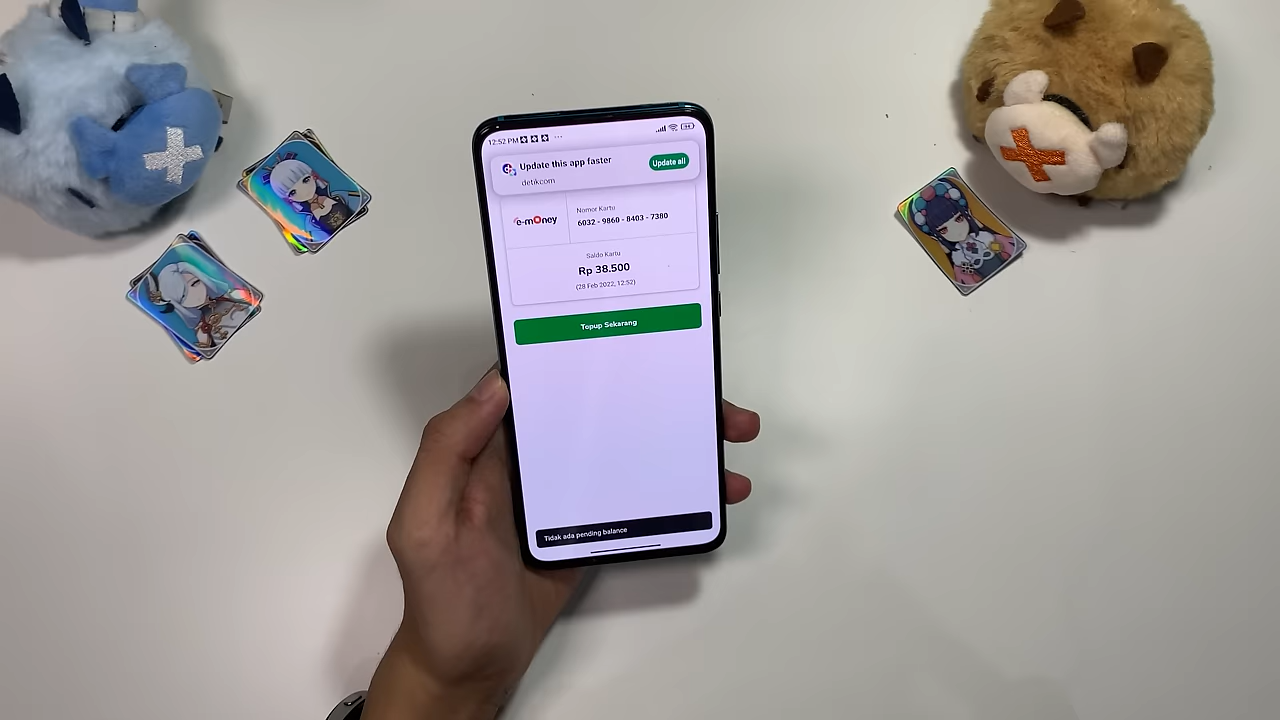 12:52 PM
Update this app faster
detikcom
Update all
e-money
Nomor Kartu
6032 - 9860 - 8403 - 7380
Saldo Kartu
Rp 38.500
(28 Feb 2022, 12:52)
Topup Sekarang
Tidak ada pending balance